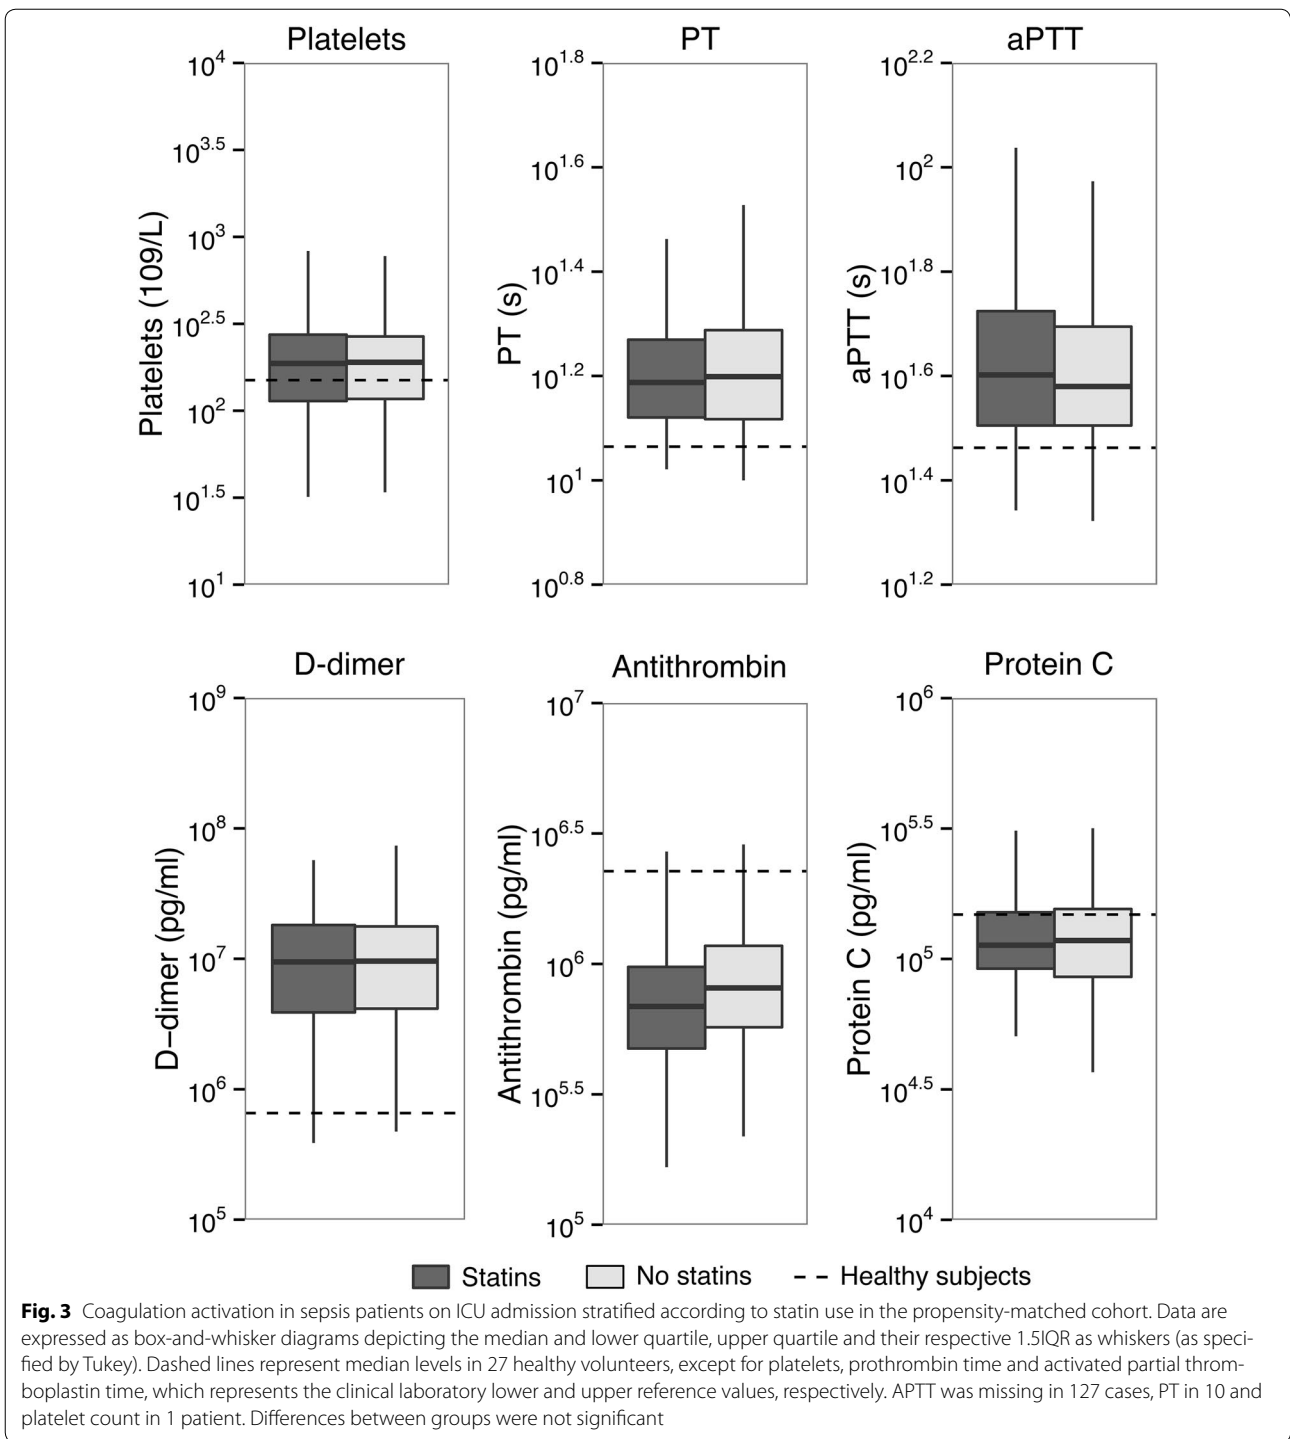 Platelets
PT
aPTT
10^4
10^3.5
10^3
10^2.5
10^2
10^1.5
10^1
Platelets (109/L)
10^1.8
10^1.6
10^1.4
10^1.2
10^1
10^0.8
PT (s)
10^2.2
10^2
10^1.8
10^1.6
10^1.4
10^1.2
aPTT (s)
D-dimer
Antithrombin
Protein C
10^9
10^8
10^7
10^6
10^5
D−dimer (pg/ml)
10^7
10^6.5
10^6
10^5.5
10^5
Antithrombin (pg/ml)
10^6
10^5.5
10^5
10^4.5
10^4
Protein C (pg/ml)
Statins No statins Healthy subjects
Fig. 3 Coagulation activation in sepsis patients on ICU admission stratified according to statin use in the propensity-matched cohort. Data are
expressed as box-and-whisker diagrams depicting the median and lower quartile, upper quartile and their respective 1.5IQR as whiskers (as speci-
fied by Tukey). Dashed lines represent median levels in 27 healthy volunteers, except for platelets, prothrombin time and activated partial throm-
boplastin time, which represents the clinical laboratory lower and upper reference values, respectively. APTT was missing in 127 cases, PT in 10 and
platelet count in 1 patient. Differences between groups were not significant